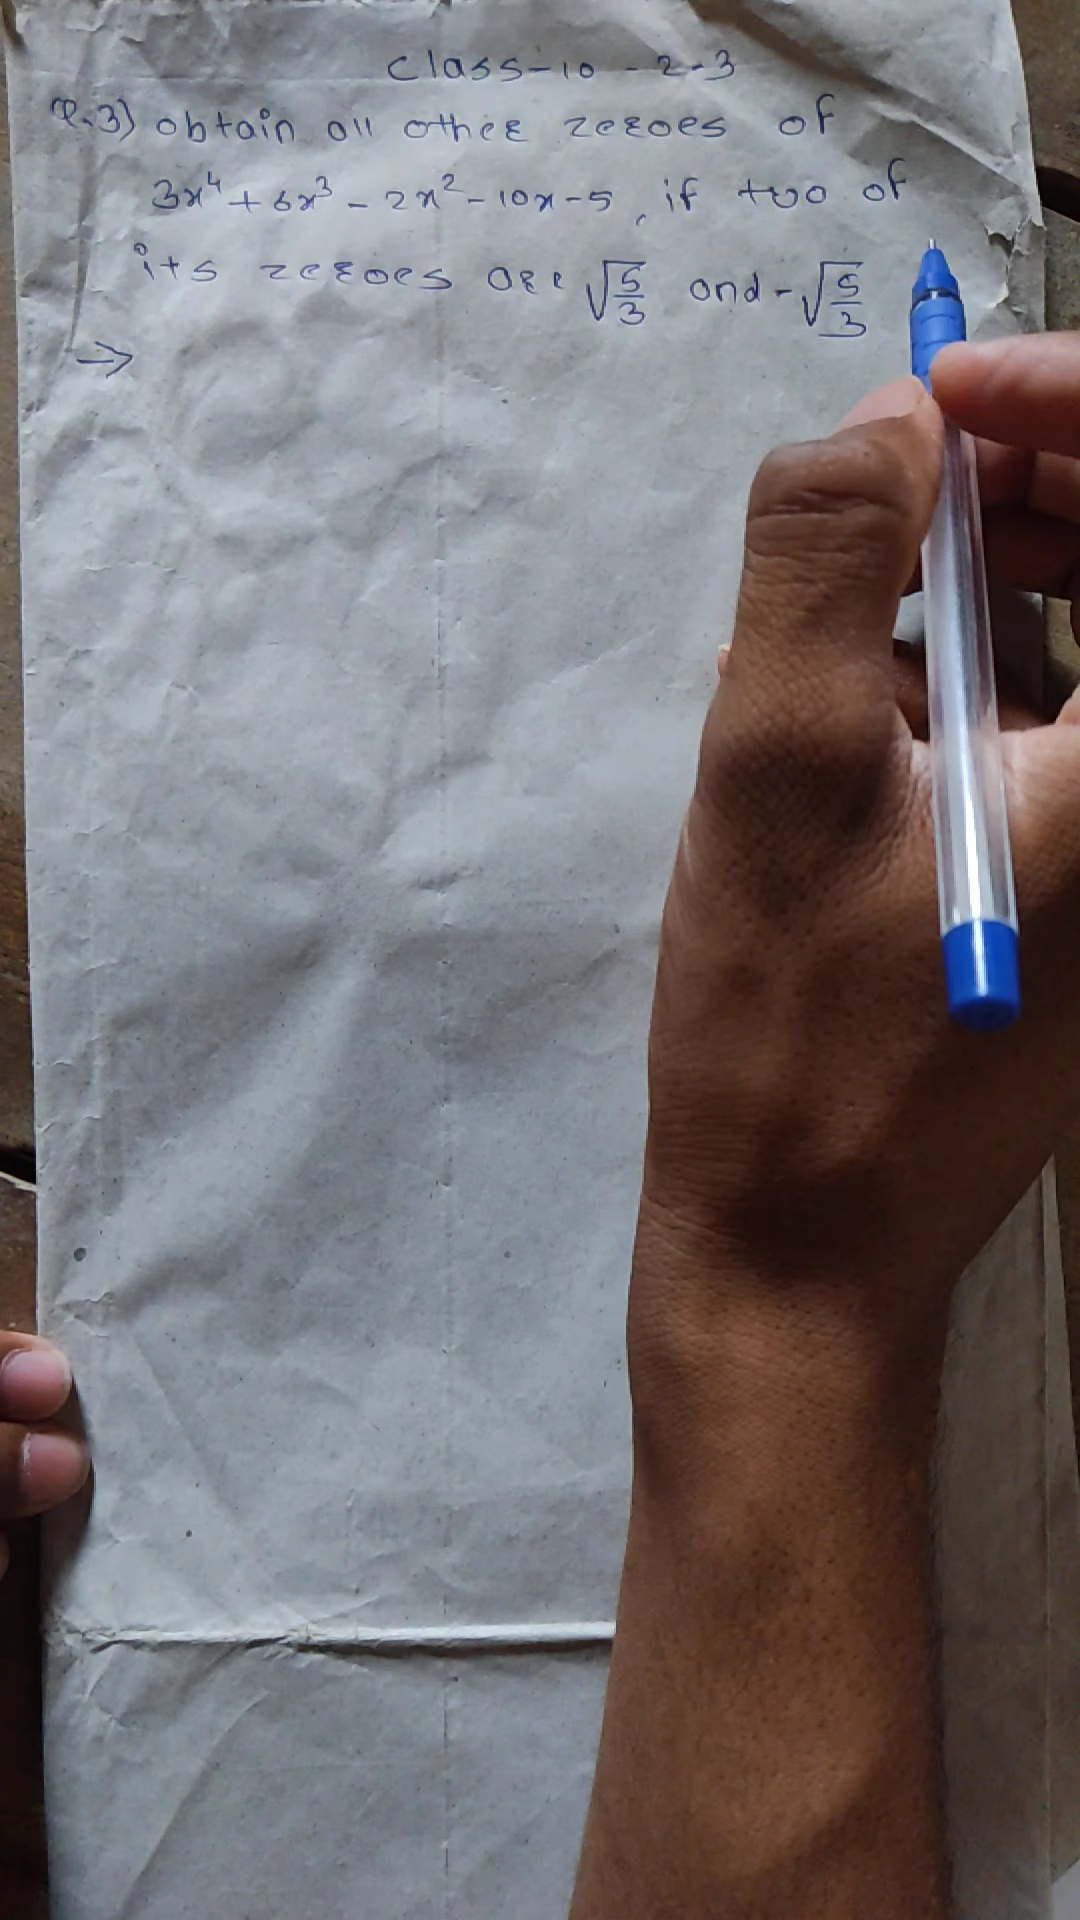 Class-10 - 2.3
Q.3) obtain all other zeroes of
3x⁴ + 6x³ - 2x² - 10x - 5, if two of
its zeroes are √5/3 and -√5/3
⇒